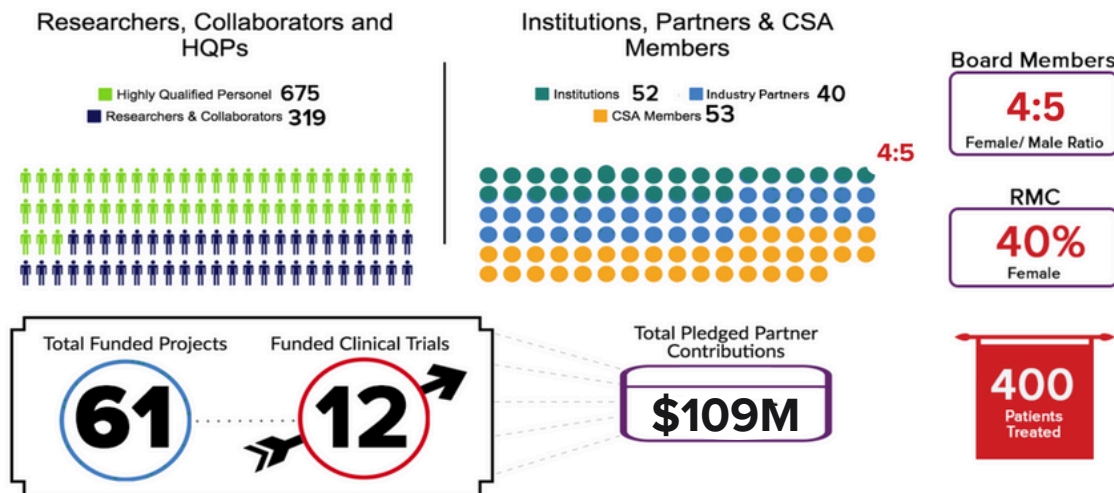 Researchers, Collaborators and
HQPs
Highly Qualified Personel 675
Researchers & Collaborators 319
Institutions, Partners & CSA
Members
Institutions 52 Industry Partners 40
CSA Members 53
4:5
Board Members
4:5
Female/ Male Ratio
RMC
40%
Female
Total Funded Projects
61
Funded Clinical Trials
12
Total Pledged Partner
Contributions
$109M
400
Patients
Treated